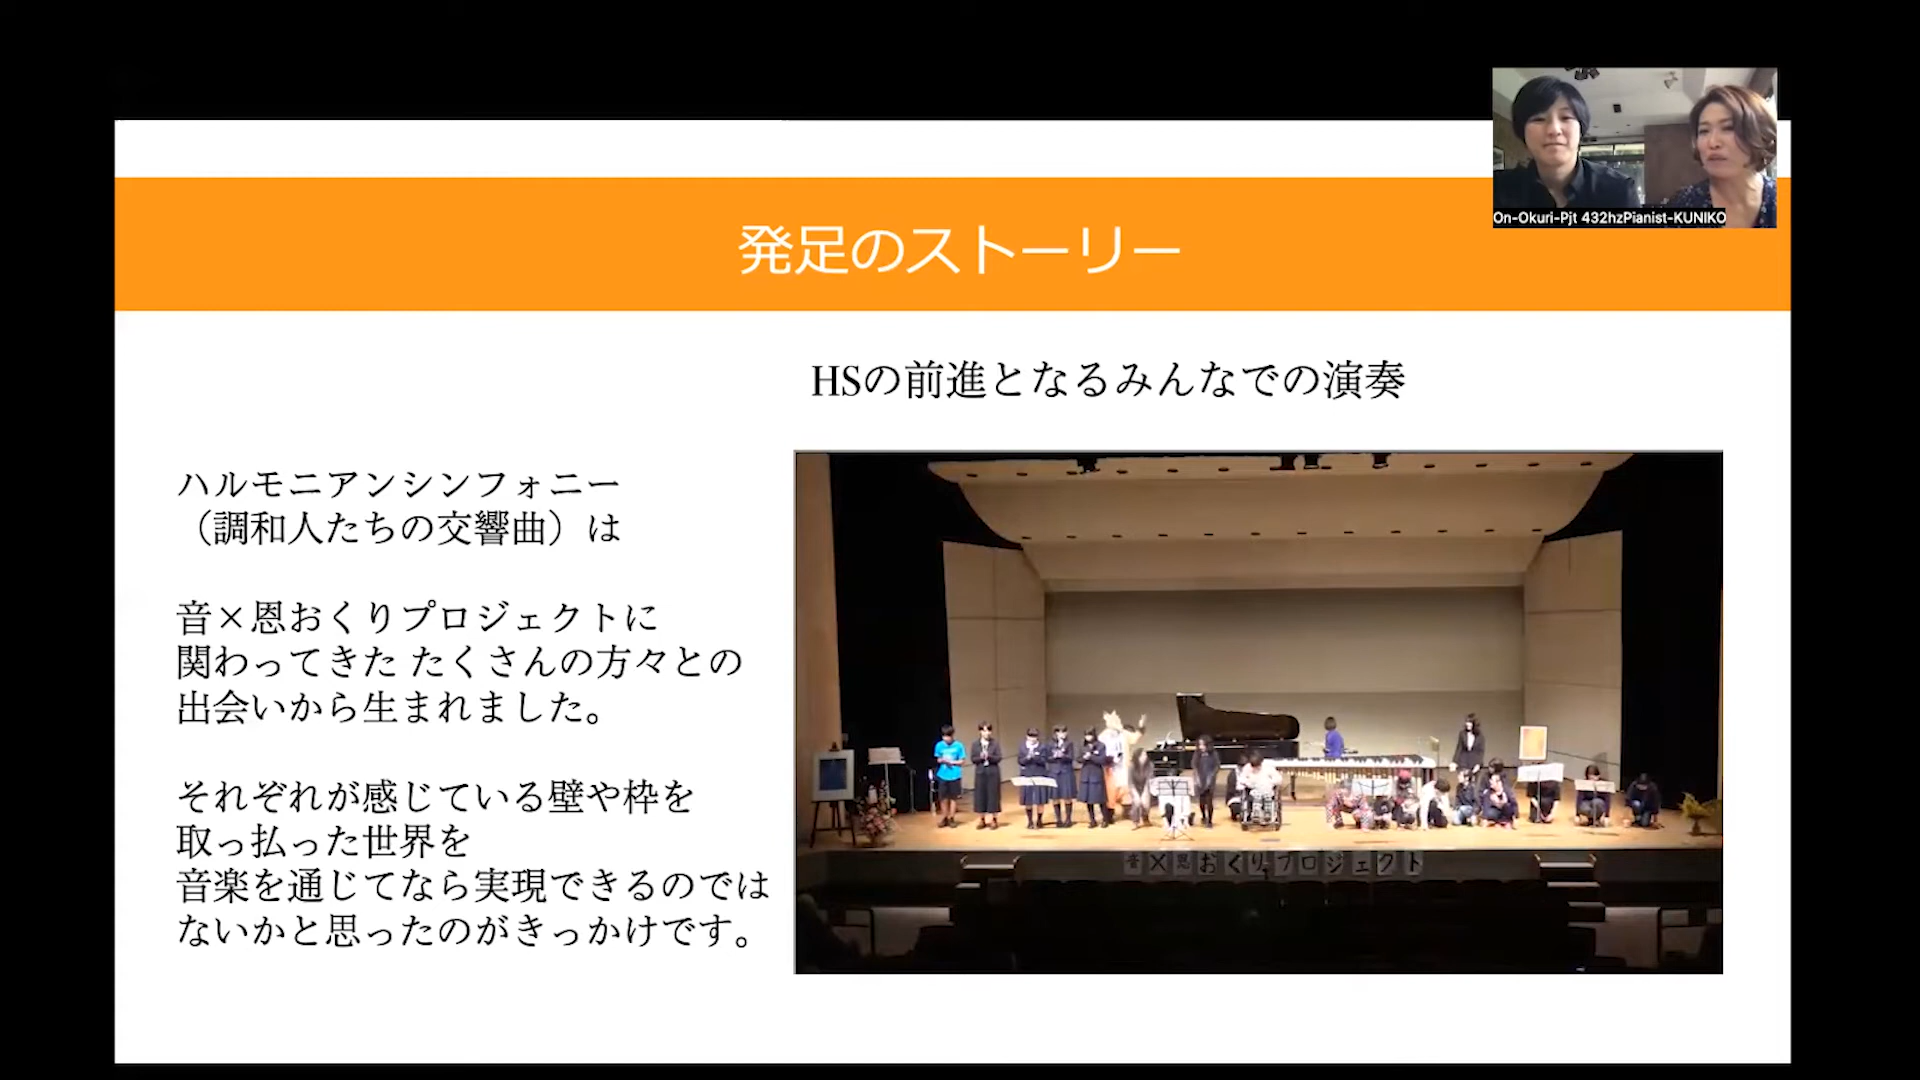 On-Okuri-Pjt 432hzPianist-KUNIKO
発足のストーリー
HSの前進となるみんなでの演奏
ハルモニアンシンフォニー
（調和人たちの交響曲）は
音×恩おくりプロジェクトに
関わってきた たくさんの方々との
出会いから生まれました。
それぞれが感じている壁や枠を
取っ払った世界を
音楽を通じてなら実現できるのでは
ないかと思ったのがきっかけです。
音×恩おくりプロジェクト